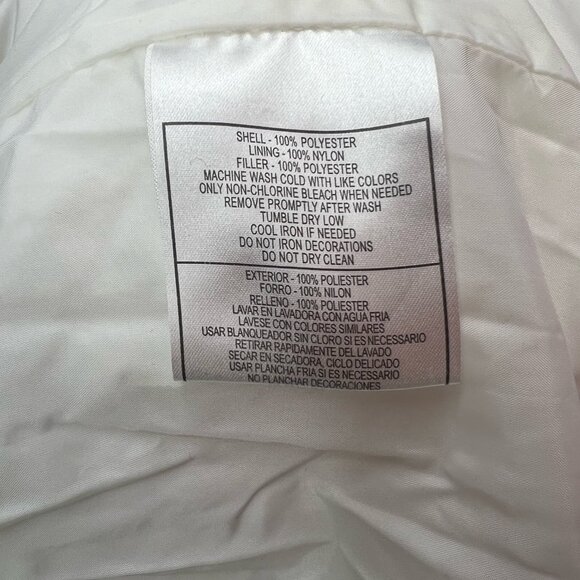 SHELL - 100% POLYESTER
LINING - 100% NYLON
FILLER - 100% POLYESTER
MACHINE WASH COLD WITH LIKE COLORS
ONLY NON-CHLORINE BLEACH WHEN NEEDED
REMOVE PROMPTLY AFTER WASH
TUMBLE DRY LOW
COOL IRON IF NEEDED
DO NOT IRON DECORATIONS
DO NOT DRY CLEAN
EXTERIOR - 100% POLIESTER
FORRO - 100% NILON
RELLENO - 100% POLIESTER
LAVAR EN LAVADORA CON AGUA FRIA
LAVESE CON COLORES SIMILARES
USAR BLANQUEADOR SIN CLORO SI ES NECESARIO
RETIRAR RAPIDAMENTE DEL LAVADO
SECAR EN SECADORA, CICLO DELICADO
USAR PLANCHA FRIA SI ES NECESSARIO
NO PLANCHAR DECORACIONES